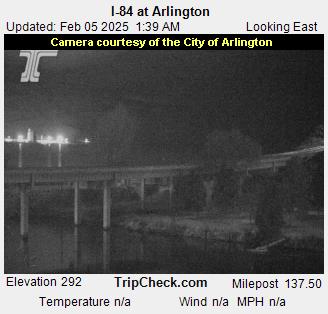 I-84 at Arlington
Updated: Feb 05 2025 1:39 AM Looking East
Camera courtesy of the City of Arlington
Elevation 292 TripCheck.com Milepost 137.50
Temperature n/a Wind n/a MPH n/a